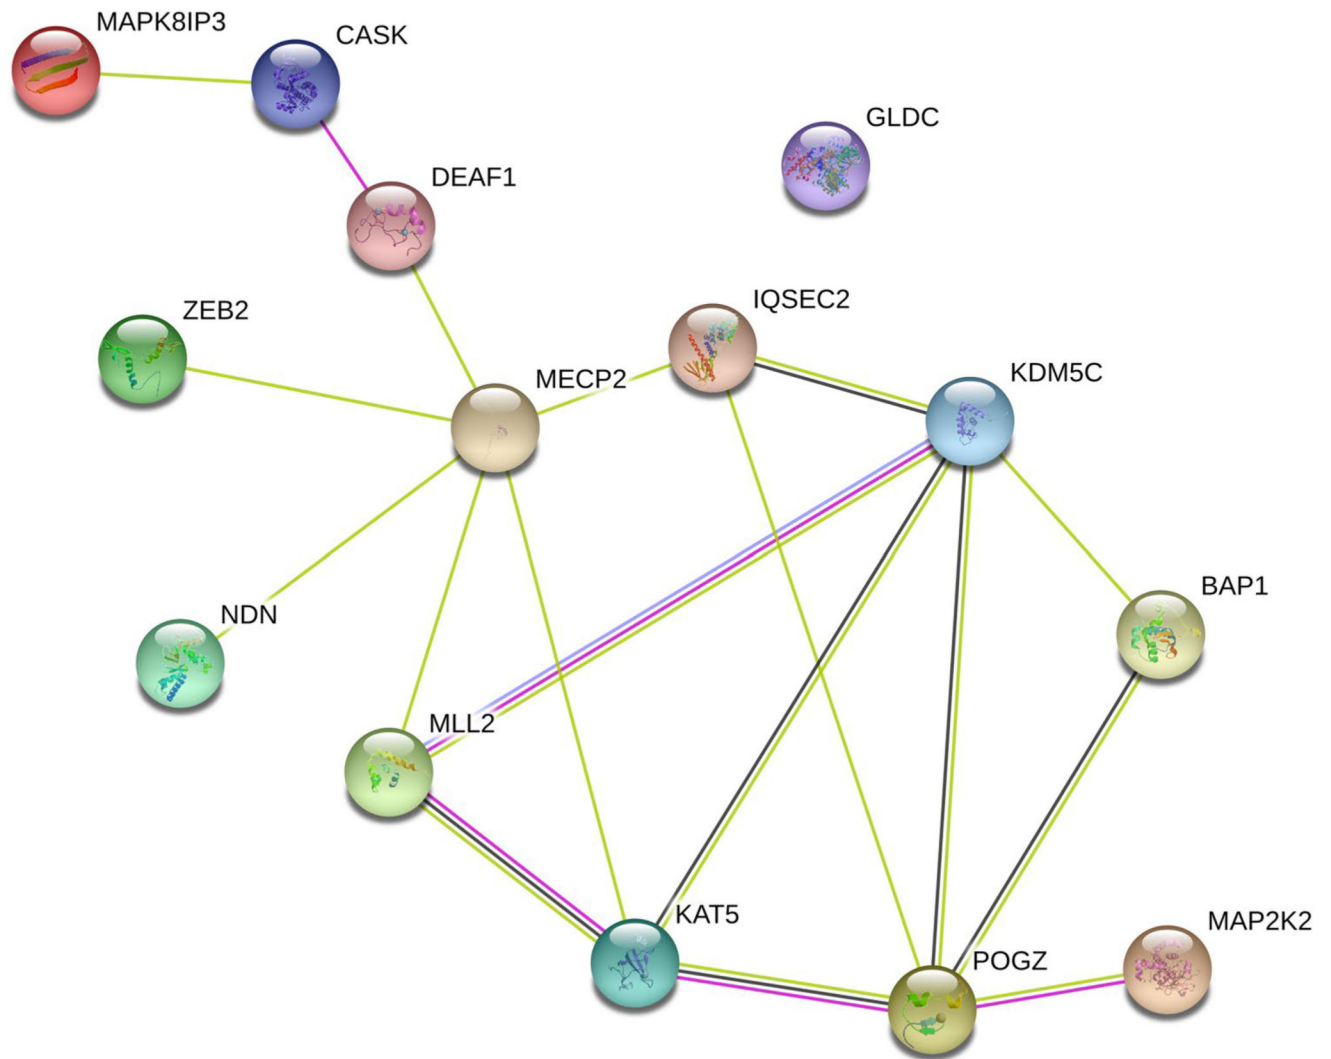 MAPK8IP3
CASK
GLDC
DEAF1
IQSEC2
ZEB2
MECP2
KDM5C
BAP1
NDN
MLL2
KAT5
MAP2K2
POGZ